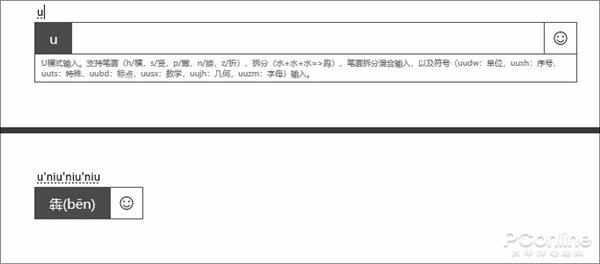 u
u
U模式输入。支持笔画（h/横、s/竖、p/撇、n/捺、z/折）、拆分（水+水+水=>淼）、笔画拆分混合输入，以及符号（uudw：单位，uuxh：序号，
uuts：特殊，uubd：标点，uusx：数学，uujh：几何，uuzm：字母）输入。
u'niu'niu'niu
犇(bēn)
PConline
太平洋电脑网